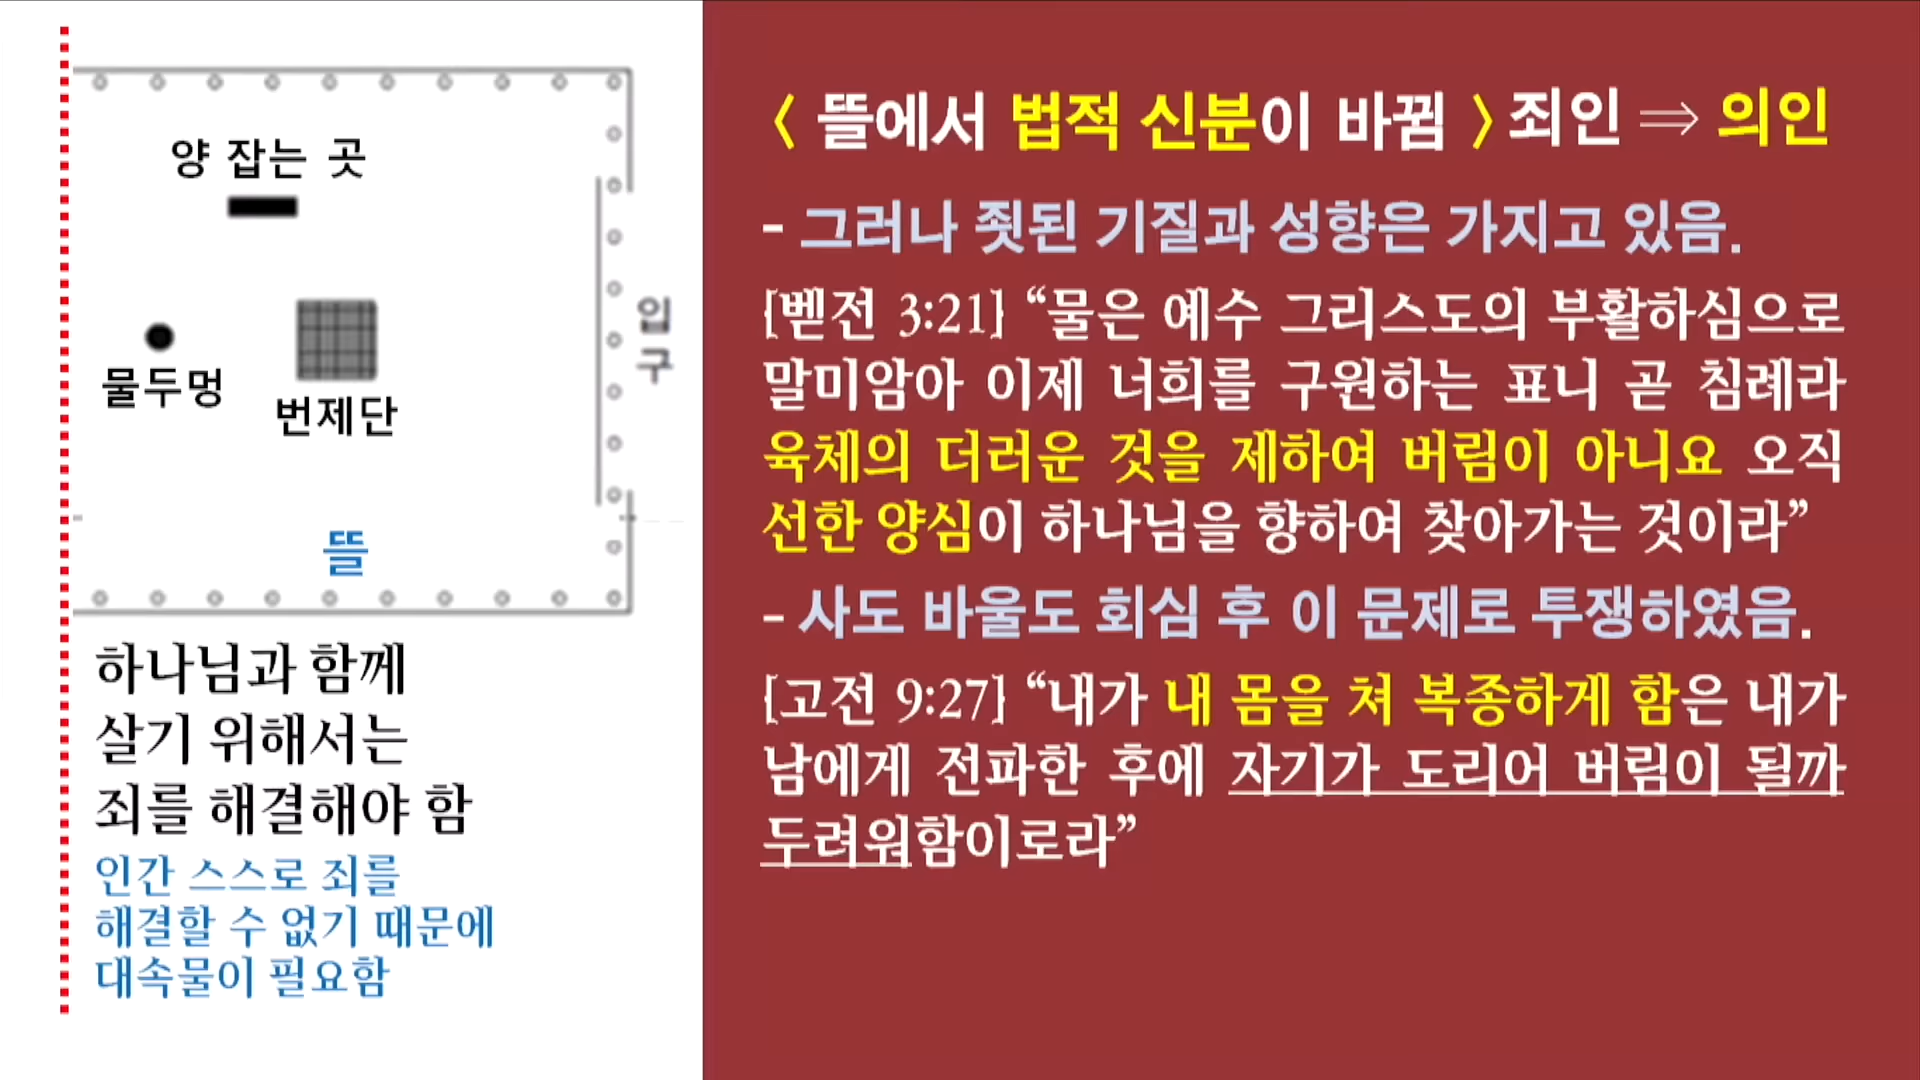 양 잡는 곳
물두멍
번제단
입
구
뜰
하나님과 함께
살기 위해서는
죄를 해결해야 함
인간 스스로 죄를
해결할 수 없기 때문에
대속물이 필요함
< 뜰에서 법적 신분이 바뀜 > 죄인 ⇒ 의인
- 그러나 죗된 기질과 성향은 가지고 있음.
[벧전 3:21] “물은 예수 그리스도의 부활하심으로
말미암아 이제 너희를 구원하는 표니 곧 침례라
육체의 더러운 것을 제하여 버림이 아니요 오직
선한 양심이 하나님을 향하여 찾아가는 것이라”
- 사도 바울도 회심 후 이 문제로 투쟁하였음.
[고전 9:27] “내가 내 몸을 쳐 복종하게 함은 내가
남에게 전파한 후에 자기가 도리어 버림이 될까
두려워함이로라”